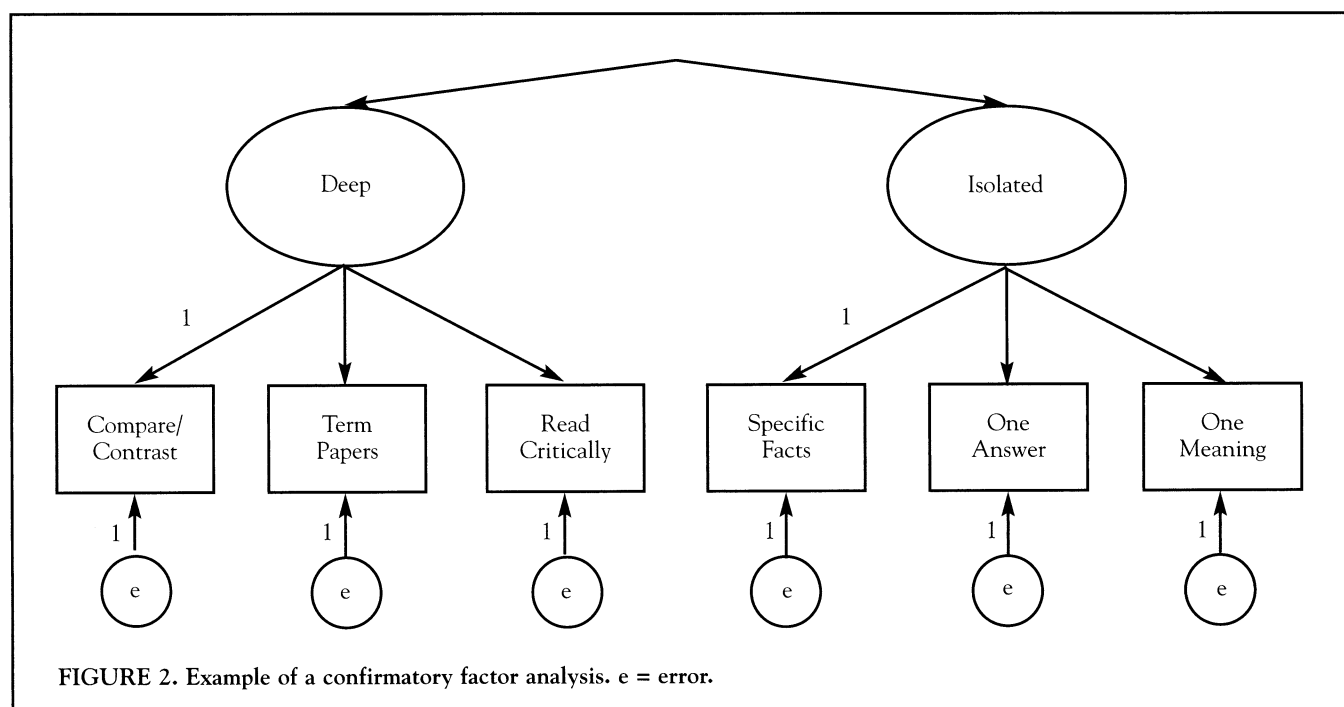 Deep
Isolated
1
1
Compare/
Contrast
Term
Papers
Read
Critically
Specific
Facts
One
Answer
One
Meaning
1
1
1
1
1
1
e
e
e
e
e
e
FIGURE 2. Example of a confirmatory factor analysis. e = error.